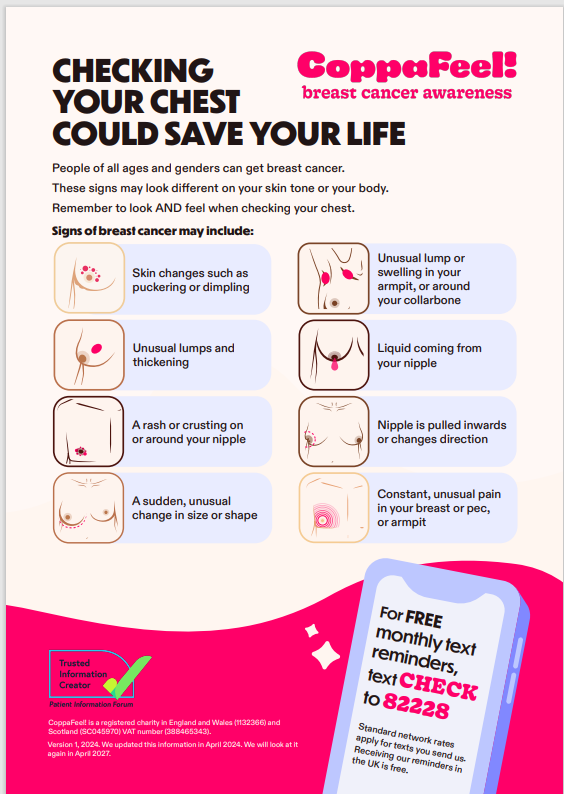 CHECKING
YOUR CHEST
COULD SAVE YOUR LIFE
CoppaFeel!
breast cancer awareness
People of all ages and genders can get breast cancer.
These signs may look different on your skin tone or your body.
Remember to look AND feel when checking your chest.
Signs of breast cancer may include:
Skin changes such as
puckering or dimpling
Unusual lump or
swelling in your
armpit, or around
your collarbone
Unusual lumps and
thickening
Liquid coming from
your nipple
A rash or crusting on
or around your nipple
Nipple is pulled inwards
or changes direction
A sudden, unusual
change in size or shape
Constant, unusual pain
in your breast or pec,
or armpit
For FREE
monthly text
reminders,
text CHECK
to 82228
Standard network rates
apply for texts you send us.
Receiving our reminders in
the UK is free.
Trusted
Information
Creator
Patient Information Forum
CoppaFeel! is a registered charity in England and Wales (1132366) and
Scotland (SC045970) VAT number (388465343).
Version 1, 2024. We updated this information in April 2024. We will look at it
again in April 2027.